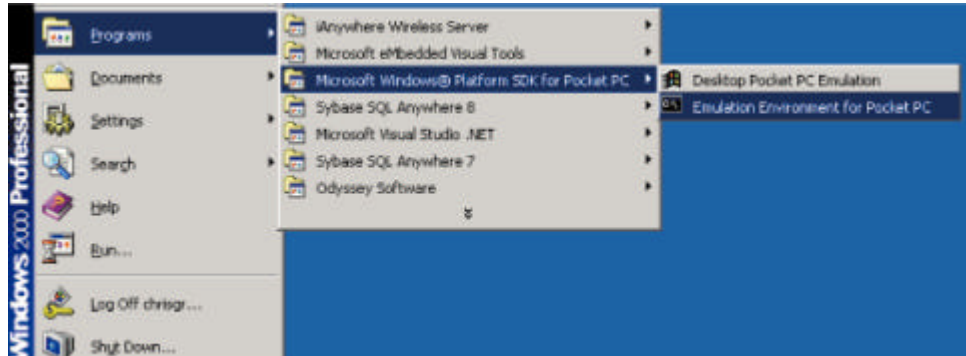 Windows 2000 Professional
Programs
Documents
Settings
Search
Help
Run...
Log Off chrisgr...
Shut Down...
iAnywhere Wireless Server
Microsoft eMbedded Visual Tools
Microsoft Windows® Platform SDK for Pocket PC
Sybase SQL Anywhere 8
Microsoft Visual Studio .NET
Sybase SQL Anywhere 7
Odyssey Software
Desktop Pocket PC Emulation
Emulation Environment for Pocket PC